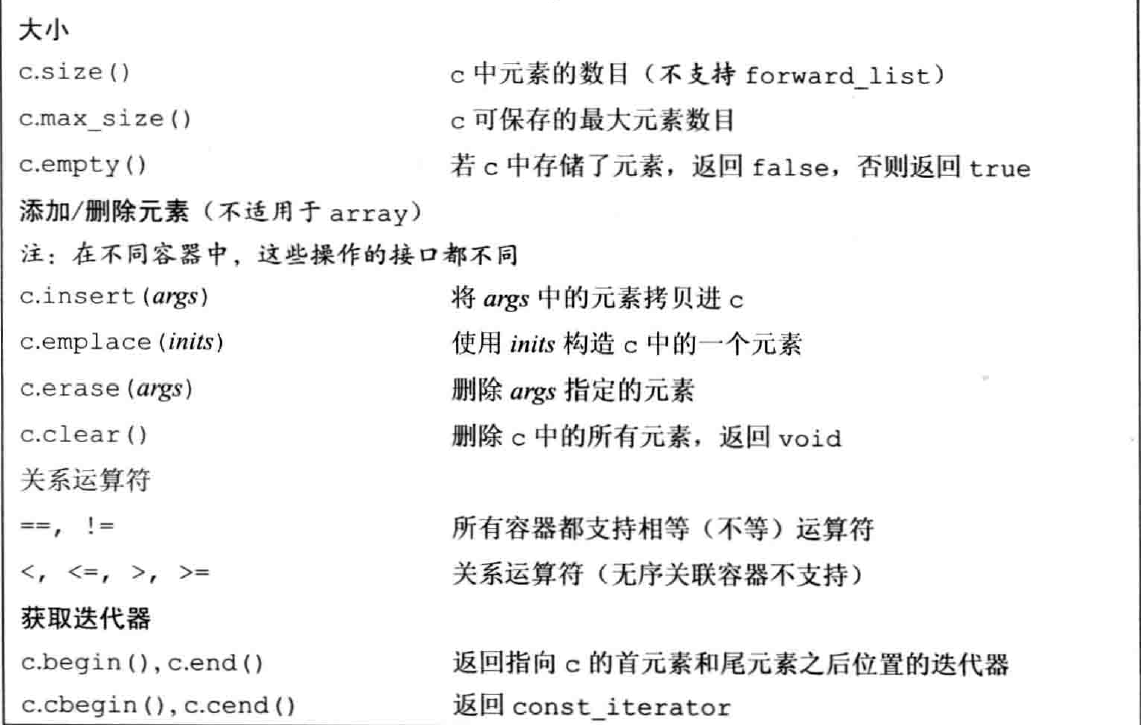 大小
c.size() c 中元素的数目（不支持 forward_list）
c.max_size() c 可保存的最大元素数目
c.empty() 若 c 中存储了元素，返回 false，否则返回 true
添加/删除元素（不适用于 array）
注：在不同容器中，这些操作的接口都不同
c.insert(args) 将 args 中的元素拷贝进 c
c.emplace(inits) 使用 inits 构造 c 中的一个元素
c.erase(args) 删除 args 指定的元素
c.clear() 删除 c 中的所有元素，返回 void
关系运算符
==, != 所有容器都支持相等（不等）运算符
<, <=, >, >= 关系运算符（无序关联容器不支持）
获取迭代器
c.begin(),c.end() 返回指向 c 的首元素和尾元素之后位置的迭代器
c.cbegin(),c.cend() 返回 const_iterator